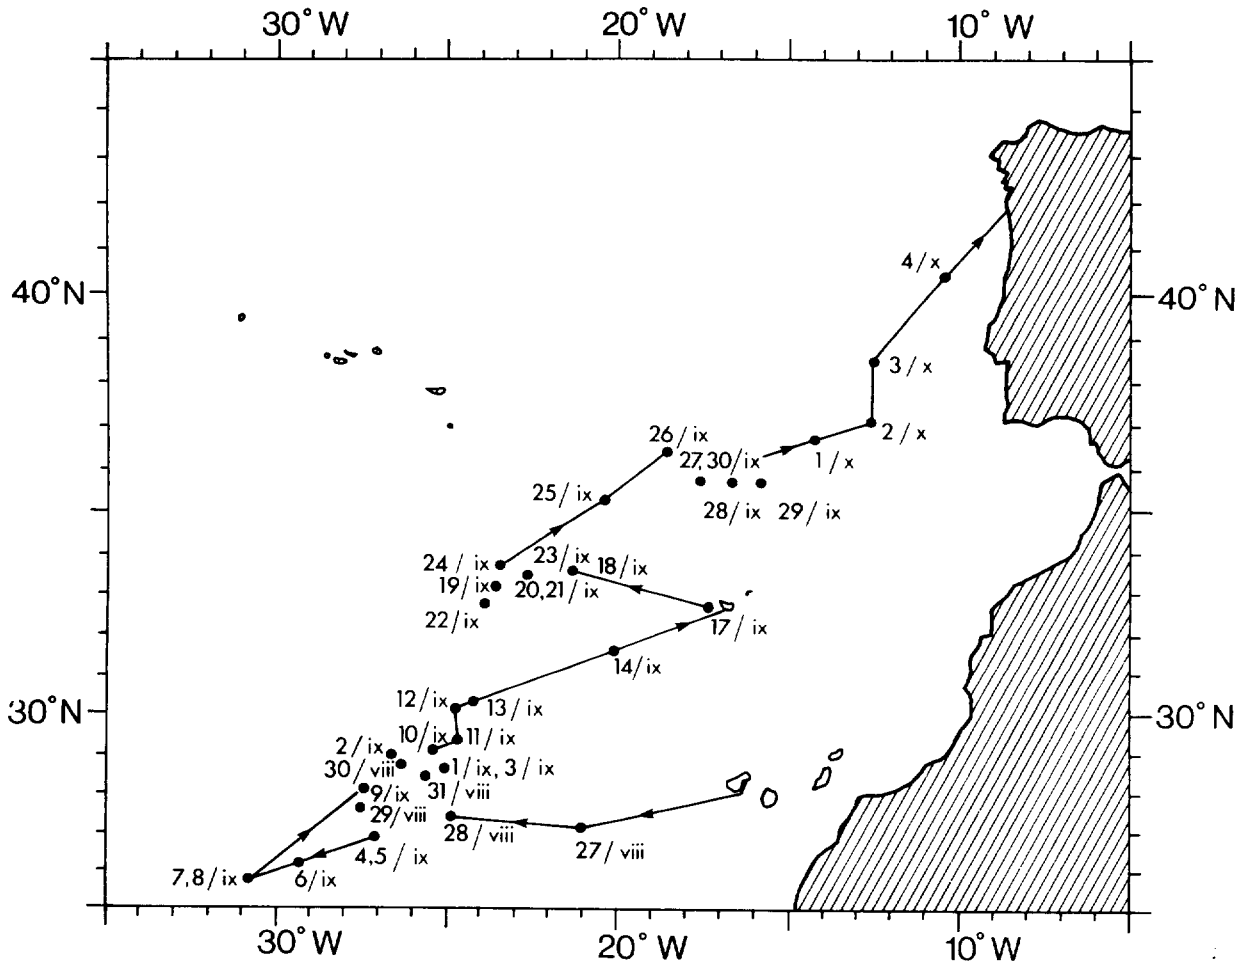 30°W 20°W 10°W
4/x
40°N 40°N
3/x
26/ix 2/x
27,30/ix 1/x
25/ix 28/ix 29/ix
24/ix 23/ix 18/ix
19/ix 20,21/ix
22/ix 17/ix
14/ix
12/ix 13/ix
30°N 30°N
10/ix 11/ix
2/ix
30/viii 1/ix, 3/ix
9/ix 31/viii
29/viii
28/viii 27/viii
4,5/ix
7,8/ix 6/ix
30°W 20°W 10°W